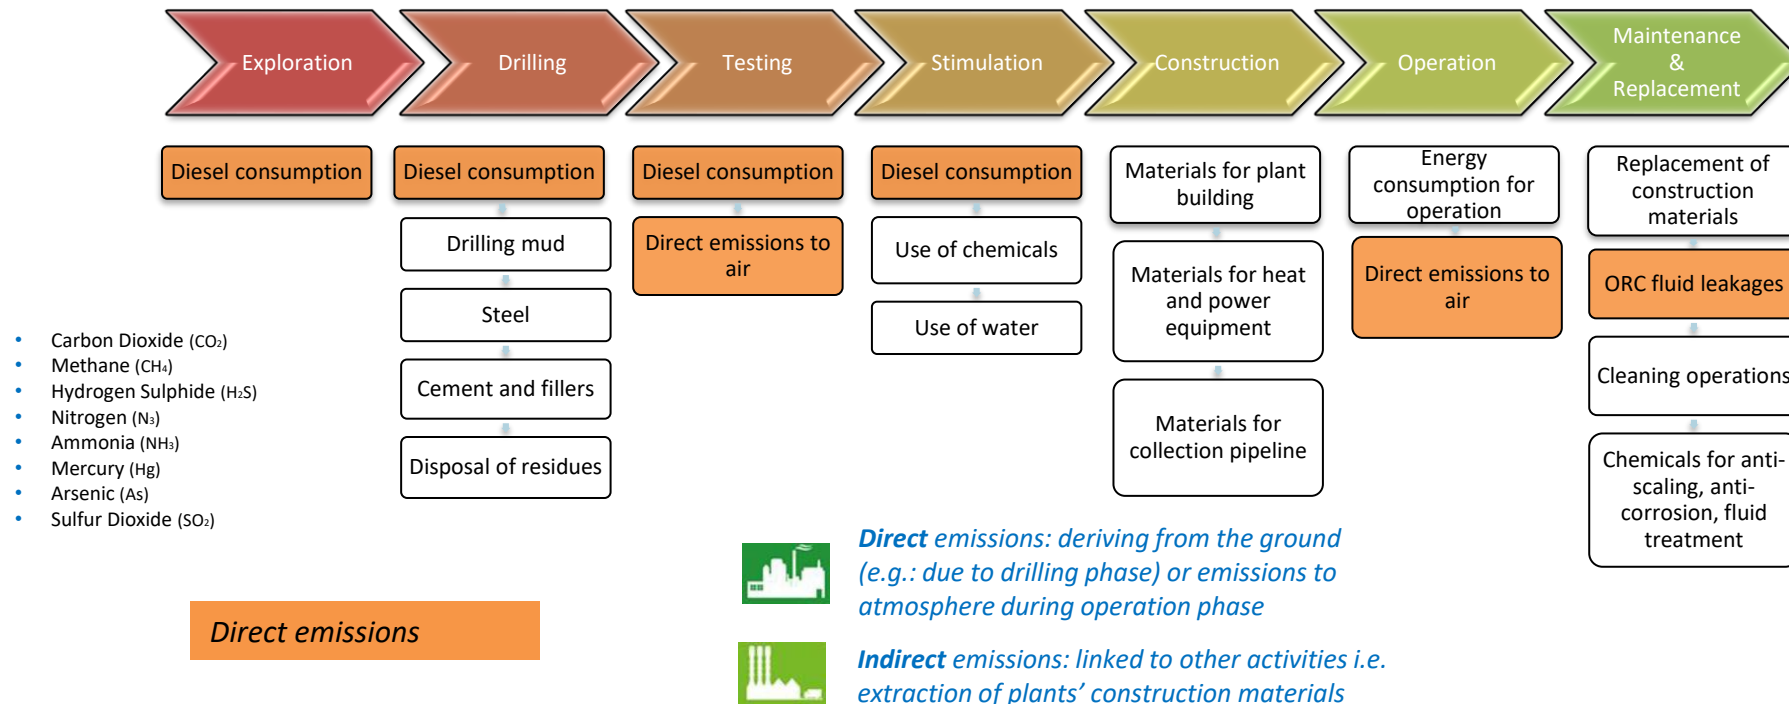 Exploration
Drilling
Testing
Stimulation
Construction
Operation
Maintenance
&
Replacement
Diesel consumption
Diesel consumption
Drilling mud
Steel
Cement and fillers
Disposal of residues
Diesel consumption
Direct emissions to
air
Diesel consumption
Use of chemicals
Use of water
Materials for plant
building
Materials for heat
and power
equipment
Materials for
collection pipeline
Energy
consumption for
operation
Direct emissions to
air
Replacement of
construction
materials
ORC fluid leakages
Cleaning operations
Chemicals for anti-
scaling, anti-
corrosion, fluid
treatment
• Carbon Dioxide (CO₂)
• Methane (CH₄)
• Hydrogen Sulphide (H₂S)
• Nitrogen (N₃)
• Ammonia (NH₃)
• Mercury (Hg)
• Arsenic (As)
• Sulfur Dioxide (SO₂)
Direct emissions
Direct emissions: deriving from the ground
(e.g.: due to drilling phase) or emissions to
atmosphere during operation phase
Indirect emissions: linked to other activities i.e.
extraction of plants’ construction materials